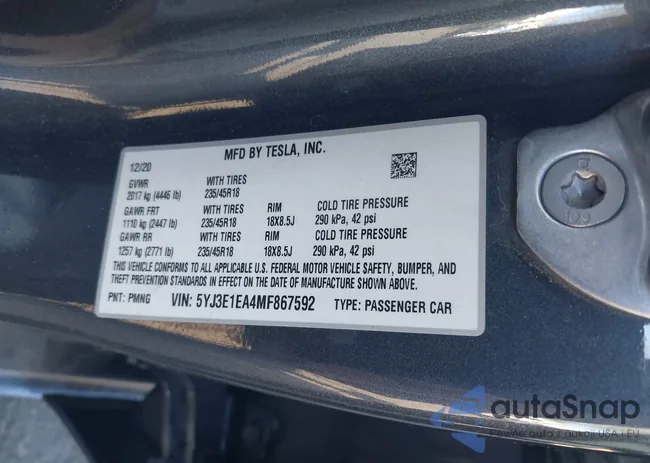 MFD BY TESLA, INC.
12/20
GVWR WITH TIRES
2017 kg (4446 lb) 235/45R18
GAWR FRT WITH TIRES RIM COLD TIRE PRESSURE
1110 kg (2447 lb) 235/45R18 18X8.5J 290 kPa, 42 psi
GAWR RR WITH TIRES RIM COLD TIRE PRESSURE
1257 kg (2771 lb) 235/45R18 18X8.5J 290 kPa, 42 psi
THIS VEHICLE CONFORMS TO ALL APPLICABLE U.S. FEDERAL MOTOR VEHICLE SAFETY, BUMPER, AND
THEFT PREVENTION STANDARDS IN EFFECT ON THE DATE OF MANUFACTURE SHOWN ABOVE.
PNT: PMNG VIN: 5YJ3E1EA4MF867592 TYPE: PASSENGER CAR
autaSnap